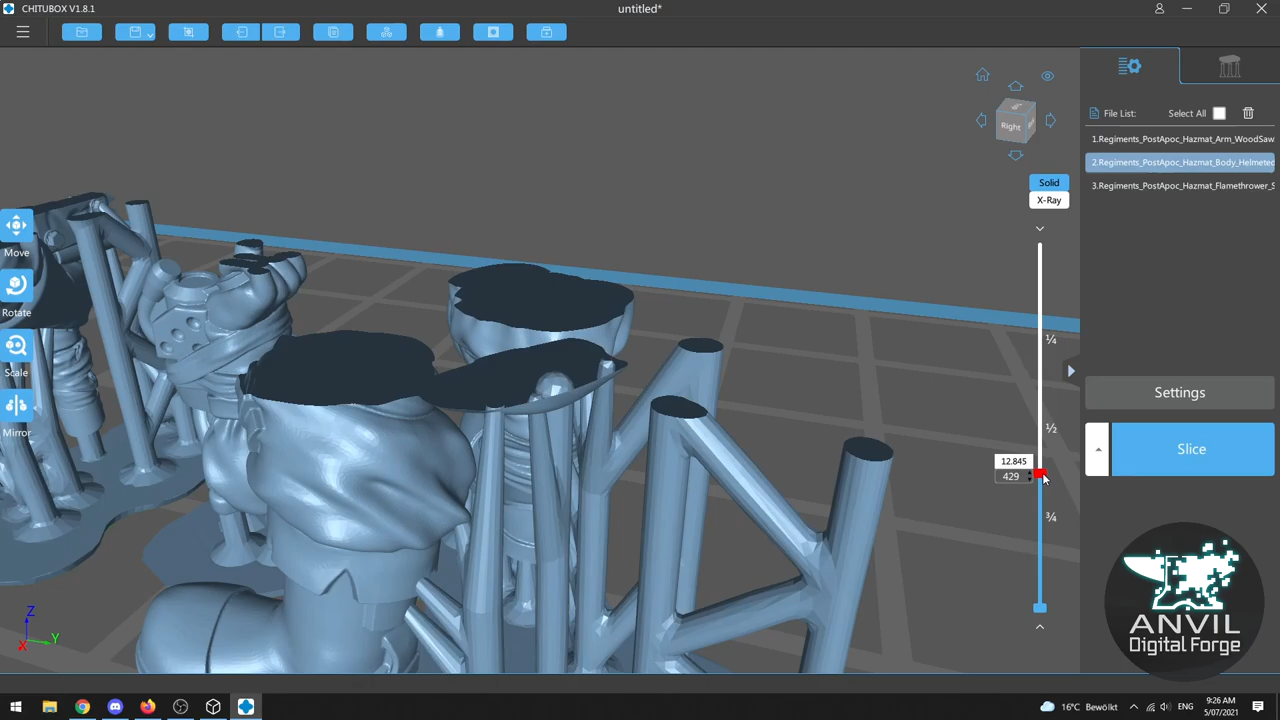 CHITUBOX V1.8.1
untitled*
File List:
Select All
1.Regiments_PostApoc_Hazmat_Arm_WoodSaw
2.Regiments_PostApoc_Hazmat_Body_Helmeted
3.Regiments_PostApoc_Hazmat_Flamethrower_S
Right
Solid
X-Ray
Move
Rotate
Scale
Mirror
1/4
1/2
3/4
12.845
429
Settings
Slice
Z
X
Y
ANVIL
Digital Forge
16°C Bewölkt
ENG
9:26 AM
5/07/2021